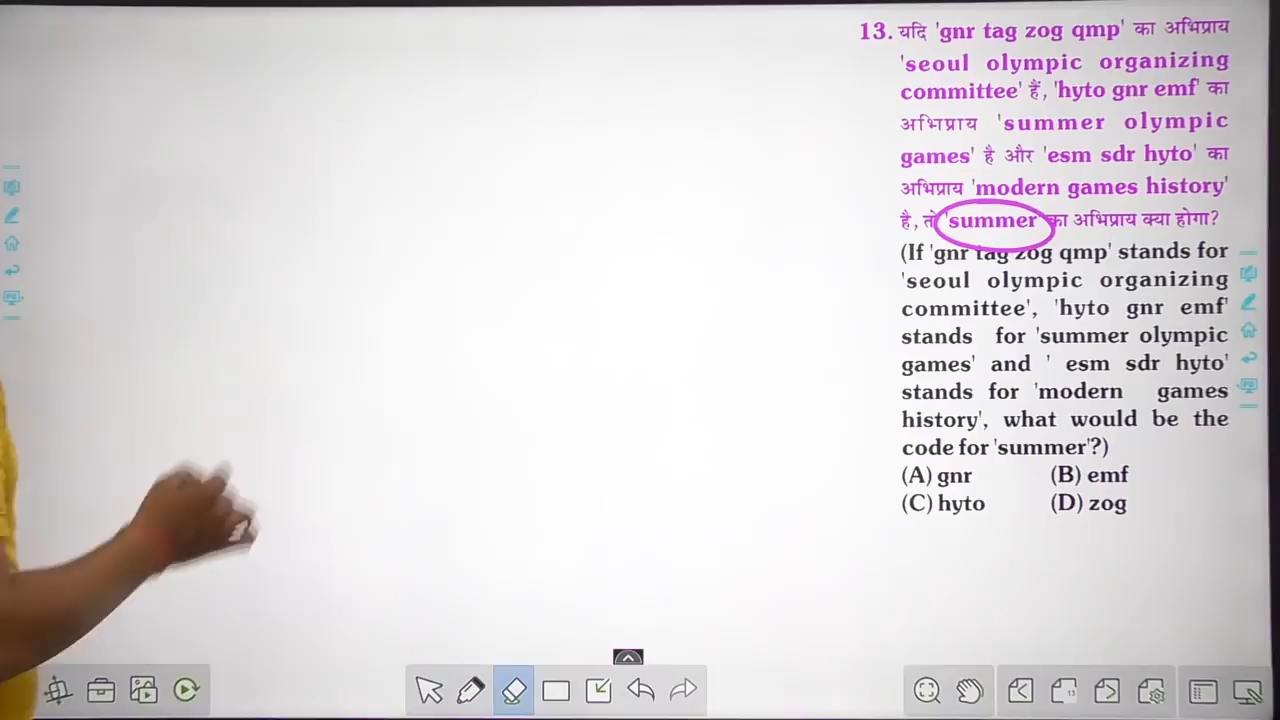 13. यदि 'gnr tag zog qmp' का अभिप्राय
'seoul olympic organizing
committee' हैं, 'hyto gnr emf' का
अभिप्राय 'summer olympic
games' है और 'esm sdr hyto' का
अभिप्राय 'modern games history'
है, तो 'summer' का अभिप्राय क्या होगा?
(If 'gnr tag zog qmp' stands for
'seoul olympic organizing
committee', 'hyto gnr emf'
stands for 'summer olympic
games' and ' esm sdr hyto'
stands for 'modern games
history', what would be the
code for 'summer'?)
(A) gnr (B) emf
(C) hyto (D) zog
13